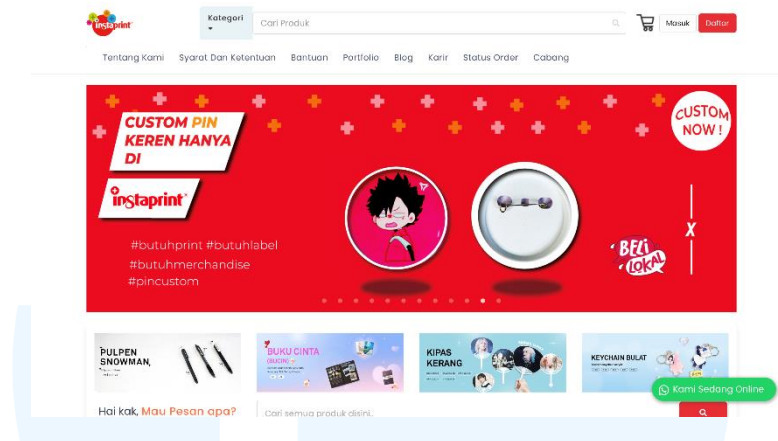 instaprint
Kategori
Cari Produk
Masuk
Daftar
Tentang Kami
Syarat Dan Ketentuan
Bantuan
Portfolio
Blog
Karir
Status Order
Cabang
CUSTOM PIN
KEREN HANYA
DI
instaprint
CUSTOM
NOW !
#butuhprint #butuhlabel
#butuhmerchandise
#pincustom
BELI
LOKAL
X
PULPEN
SNOWMAN,
BUKU CINTA
(BUCIN)
KIPAS
KERANG
KEYCHAIN BULAT
Kami Sedang Online
Hai kak, Mau Pesan apa?
Cari semua produk disini..